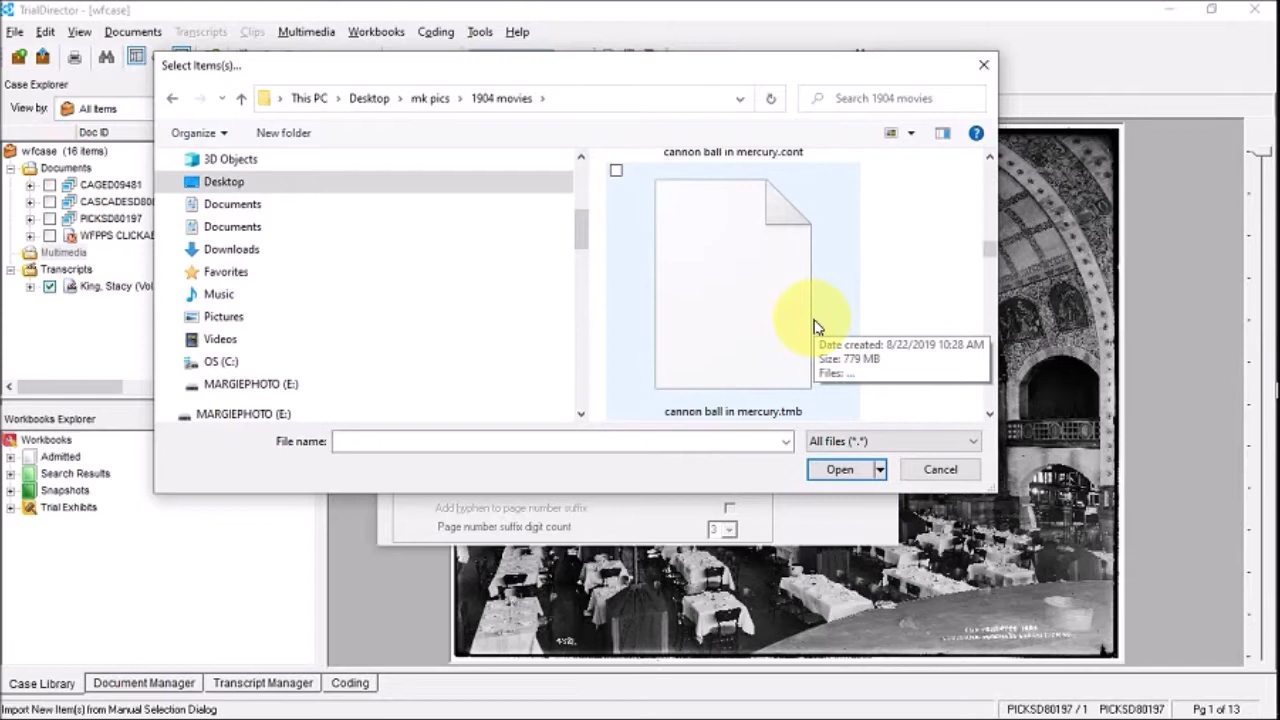 TrialDirector - [wfcase]
File Edit View Documents Transcripts Clips Multimedia Workbooks Coding Tools Help
Case Explorer
View by: All Items
Doc ID
wfcase (16 items)
Documents
CAGED09481
CASCADESD80
PICKSD80197
WFPPS CLICKAE
Multimedia
Transcripts
King, Stacy (Vol
Workbooks Explorer
Workbooks
Admitted
Search Results
Snapshots
Trial Exhibits
Select Items(s)...
This PC > Desktop > mk pics > 1904 movies >
Search 1904 movies
Organize New folder
3D Objects
Desktop
Documents
Documents
Downloads
Favorites
Music
Pictures
Videos
OS (C:)
MARGIEPHOTO (E:)
MARGIEPHOTO (E:)
cannon ball in mercury.cont
Date created: 8/22/2019 10:28 AM
Size: 779 MB
Files: ...
cannon ball in mercury.tmb
File name: All files (*.*)
Open Cancel
Add hyphen to page number suffix
Page number suffix digit count 3
Case Library Document Manager Transcript Manager Coding
Import New Item(s) from Manual Selection Dialog PICKSD80197 / 1 PICKSD80197 Pg 1 of 13